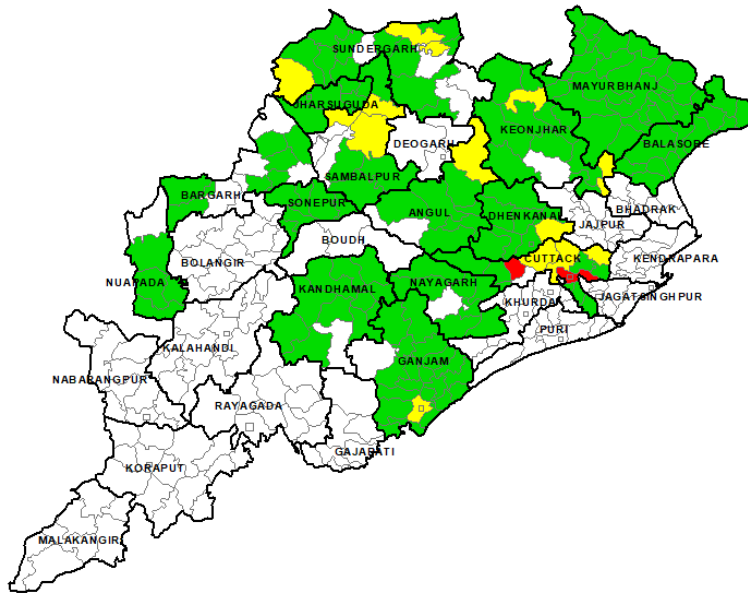 SUNDERGARH
MAYURBHANJ
JHARSUGUDA
KEONJHAR
DEOGARH
BALASORE
SAMBALPUR
BARGARH
SONEPUR
ANGUL
DHENKANAL
BHADRAK
JAJPUR
BOUDH
BOLANGIR
CUTTACK
KENDRAPARA
NUAPADA
KANDHAMAL
NAYAGARH
KHURDA
JAGATSINGHPUR
PURI
KALAHANDI
GANJAM
NABARANGPUR
RAYAGADA
GAJAPATI
KORAPUT
MALAKANGIR